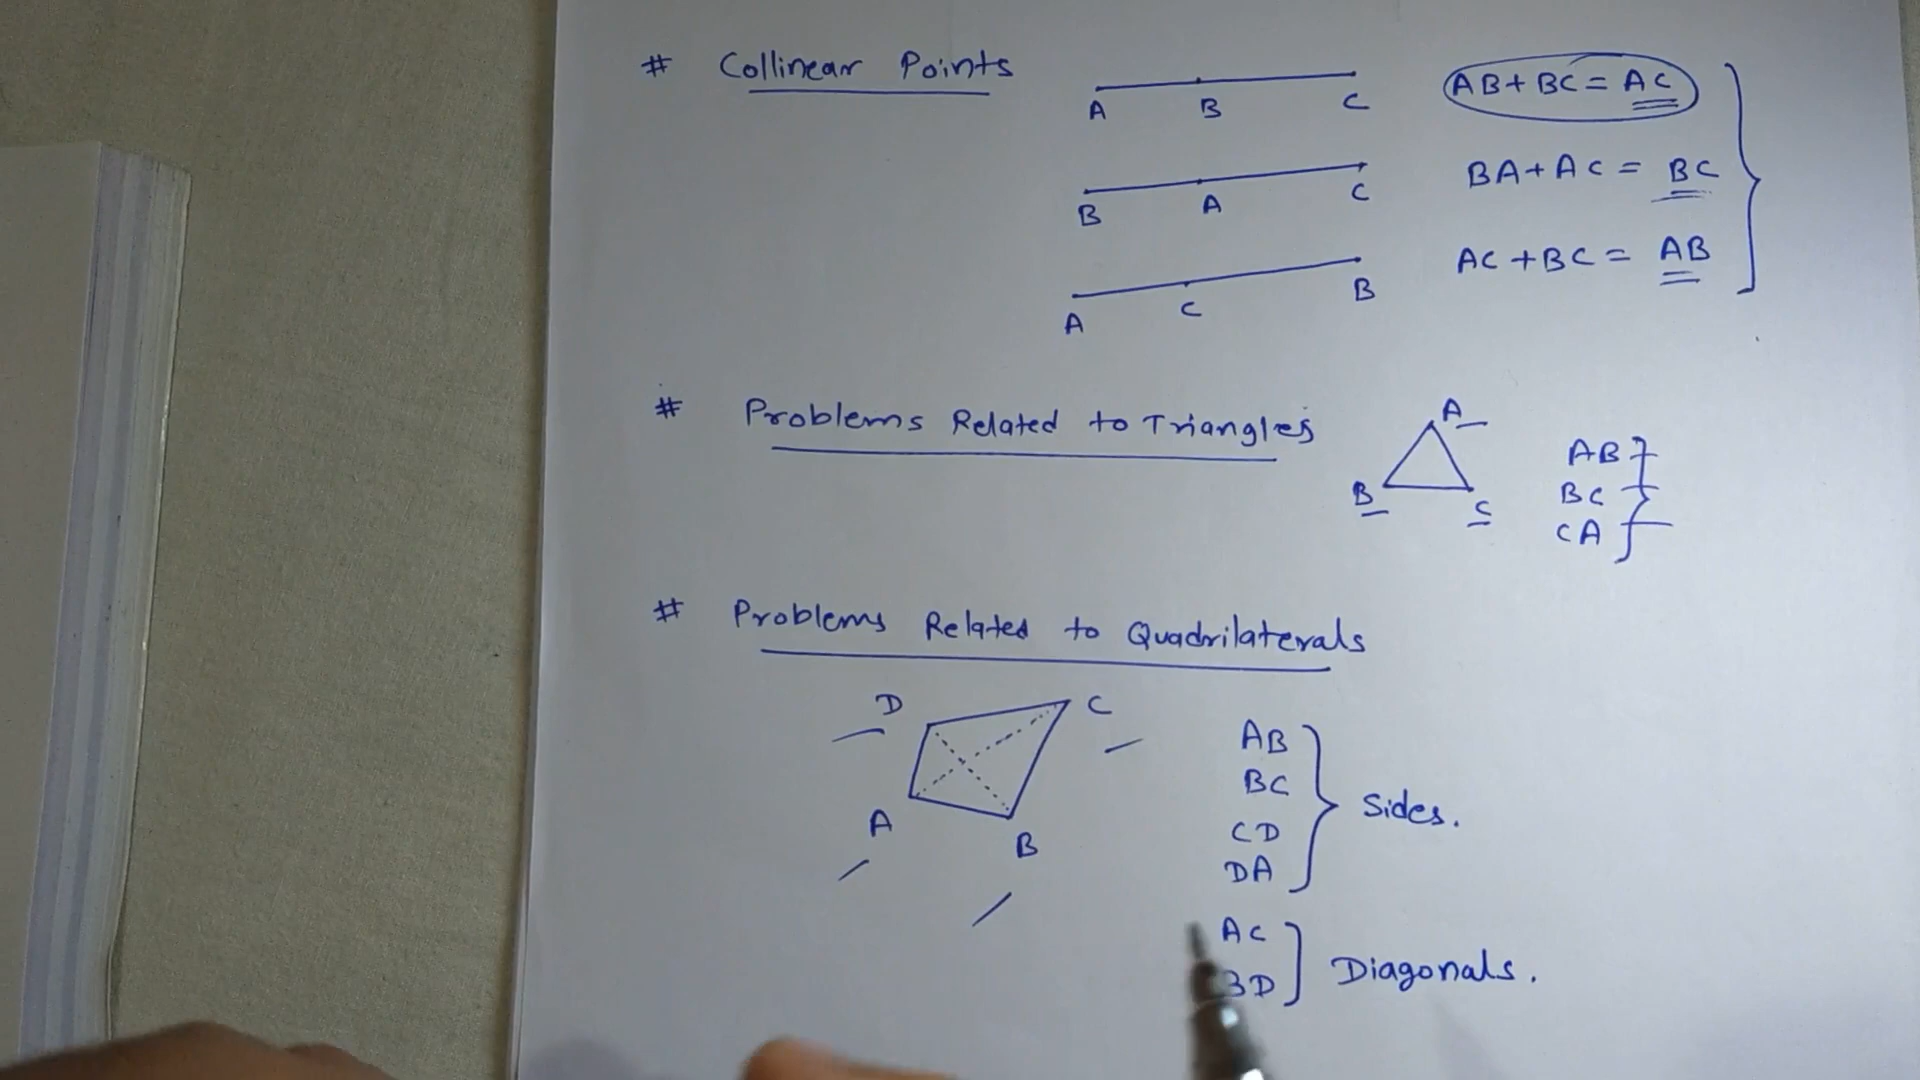 # Collinear Points
A B C
AB + BC = AC
B A C
BA + AC = BC
A C B
AC + BC = AB
# Problems Related to Triangles
A
B C
AB
BC
CA
# Problems Related to Quadrilaterals
D C
A B
AB
BC
CD
DA
Sides.
AC
BD
Diagonals.